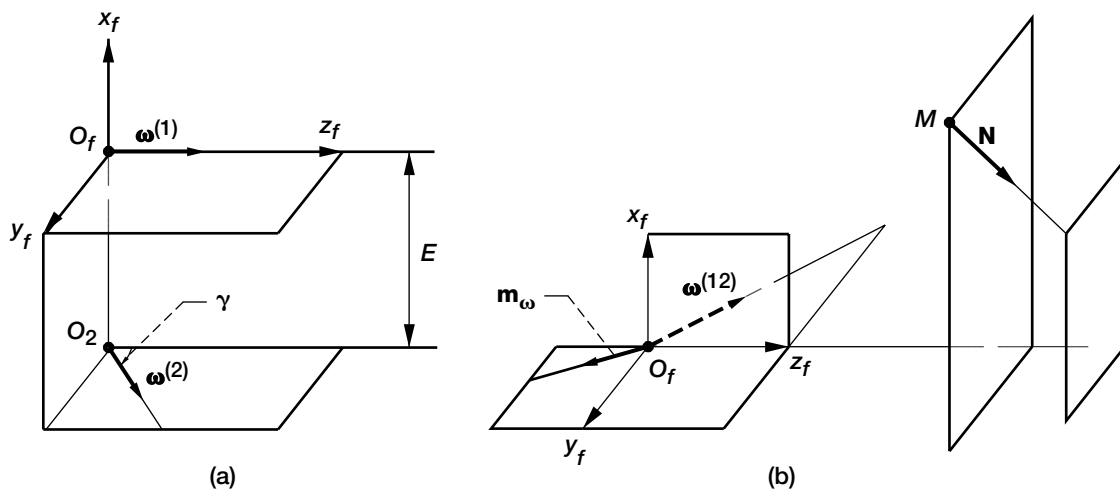 x_f
O_f
ω^(1)
z_f
y_f
E
γ
O_2
ω^(2)
(a)
M
N
x_f
ω^(12)
m_ω
O_f
z_f
y_f
(b)